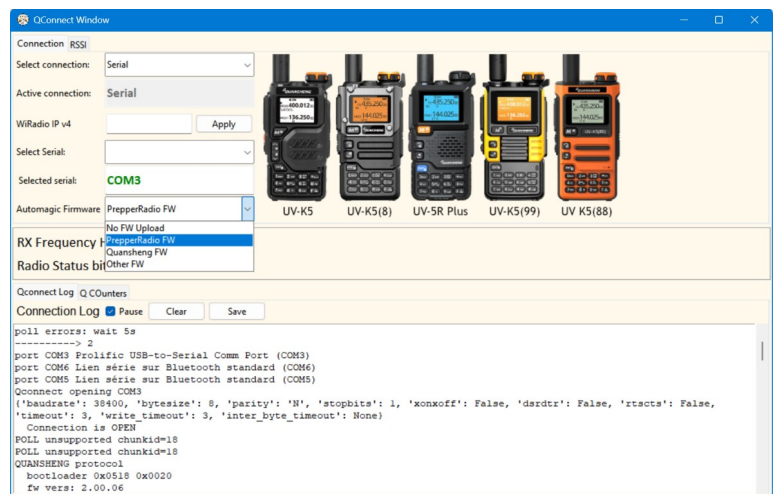 QConnect Window
Connection RSSI
Select connection: Serial
Active connection: Serial
WiRadio IP v4 Apply
Select Serial:
Selected serial: COM3
Automagic Firmware PrepperRadio FW
No FW Upload
PrepperRadio FW
Quansheng FW
Other FW
UV-K5 UV-K5(8) UV-5R Plus UV-K5(99) UV K5(88)
RX Frequency
Radio Status bi
Qconnect Log Q COunters
Connection Log Pause Clear Save
poll errors: wait 5s
----------> 2
port COM3 Prolific USB-to-Serial Comm Port (COM3)
port COM6 Lien série sur Bluetooth standard (COM6)
port COM5 Lien série sur Bluetooth standard (COM5)
Qconnect opening COM3
{'baudrate': 38400, 'bytesize': 8, 'parity': 'N', 'stopbits': 1, 'xonxoff': False, 'dsrdtr': False, 'rtscts': False,
'timeout': 3, 'write_timeout': 3, 'inter_byte_timeout': None}
Connection is OPEN
POLL unsupported chunkid=18
POLL unsupported chunkid=18
QUANSHENG protocol
bootloader 0x0518 0x0020
fw vers: 2.00.06